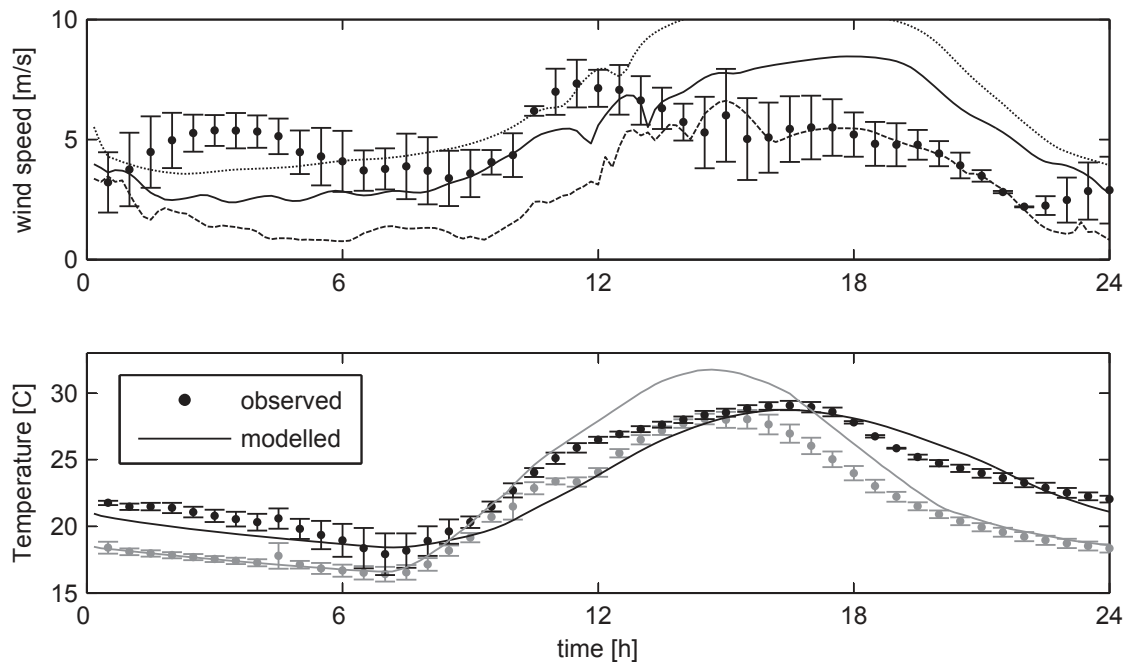 10
5
0
wind speed [m/s]
0 6 12 18 24
30
25
20
15
Temperature [C]
observed
modelled
0 6 12 18 24
time [h]